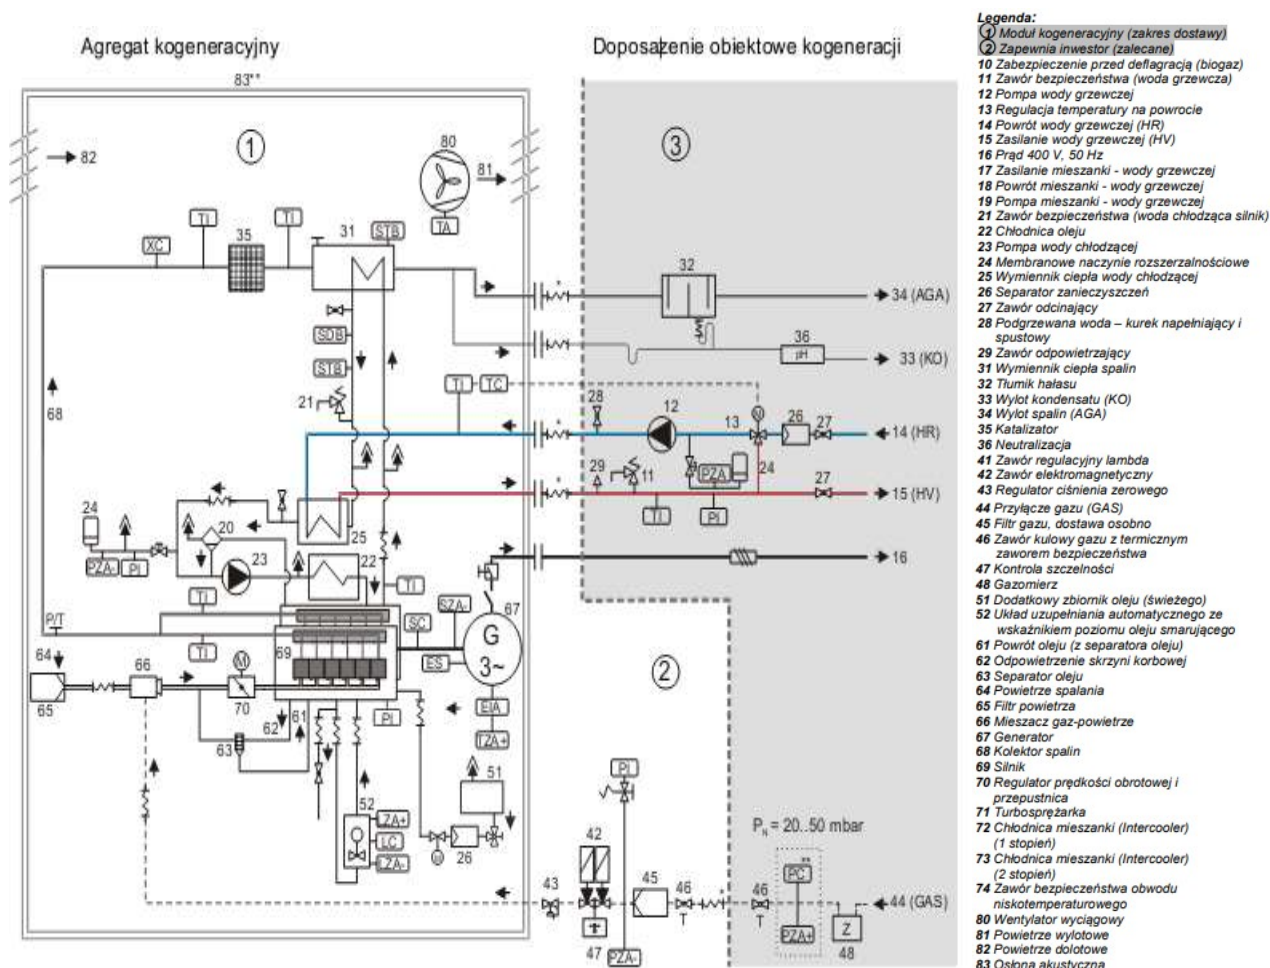 Agregat kogeneracyjny
Doposażenie obiektowe kogeneracji
83**
1
3
80
82
81
TA
TI
TI
35
31
STB
XC
32
34 (AGA)
SDB
STB
36
pH
33 (KO)
68
21
TI
TC
28
12
M
13
26
27
14 (HR)
29
11
PZA
24
27
15 (HV)
TI
PI
24
20
25
PZA-
PI
23
22
16
TI
TI
P/T
SC
SZA-
67
G
3~
TI
69
ES
64
66
M
65
70
2
PI
EIA
62
61
63
TZA+
PI
51
52
LZA+
LC
LZA-
M
26
42
P_N = 20..50 mbar
43
45
46
46
**
PC
44 (GAS)
PZA+
Z
48
47
PZA-
Legenda:
1 Moduł kogeneracyjny (zakres dostawy)
2 Zapewnia inwestor (zalecane)
10 Zabezpieczenie przed deflagracją (biogaz)
11 Zawór bezpieczeństwa (woda grzewcza)
12 Pompa wody grzewczej
13 Regulacja temperatury na powrocie
14 Powrót wody grzewczej (HR)
15 Zasilanie wody grzewczej (HV)
16 Prąd 400 V, 50 Hz
17 Zasilanie mieszanki - wody grzewczej
18 Powrót mieszanki - wody grzewczej
19 Pompa mieszanki - wody grzewczej
21 Zawór bezpieczeństwa (woda chłodząca silnik)
22 Chłodnica oleju
23 Pompa wody chłodzącej
24 Membranowe naczynie rozszerzalnościowe
25 Wymiennik ciepła wody chłodzącej
26 Separator zanieczyszczeń
27 Zawór odcinający
28 Podgrzewana woda – kurek napełniający i
spustowy
29 Zawór odpowietrzający
31 Wymiennik ciepła spalin
32 Tłumik hałasu
33 Wylot kondensatu (KO)
34 Wylot spalin (AGA)
35 Katalizator
36 Neutralizacja
41 Zawór regulacyjny lambda
42 Zawór elektromagnetyczny
43 Regulator ciśnienia zerowego
44 Przyłącze gazu (GAS)
45 Filtr gazu, dostawa osobno
46 Zawór kulowy gazu z termicznym
zaworem bezpieczeństwa
47 Kontrola szczelności
48 Gazomierz
51 Dodatkowy zbiornik oleju (świeżego)
52 Układ uzupełniania automatycznego ze
wskaźnikiem poziomu oleju smarującego
61 Powrót oleju (z separatora oleju)
62 Odpowietrzenie skrzyni korbowej
63 Separator oleju
64 Powietrze spalania
65 Filtr powietrza
66 Mieszacz gaz-powietrze
67 Generator
68 Kolektor spalin
69 Silnik
70 Regulator prędkości obrotowej i
przepustnica
71 Turbosprężarka
72 Chłodnica mieszanki (Intercooler)
(1 stopień)
73 Chłodnica mieszanki (Intercooler)
(2 stopień)
74 Zawór bezpieczeństwa obwodu
niskotemperaturowego
80 Wentylator wyciągowy
81 Powietrze wylotowe
82 Powietrze dolotowe
83 Osłona akustyczna